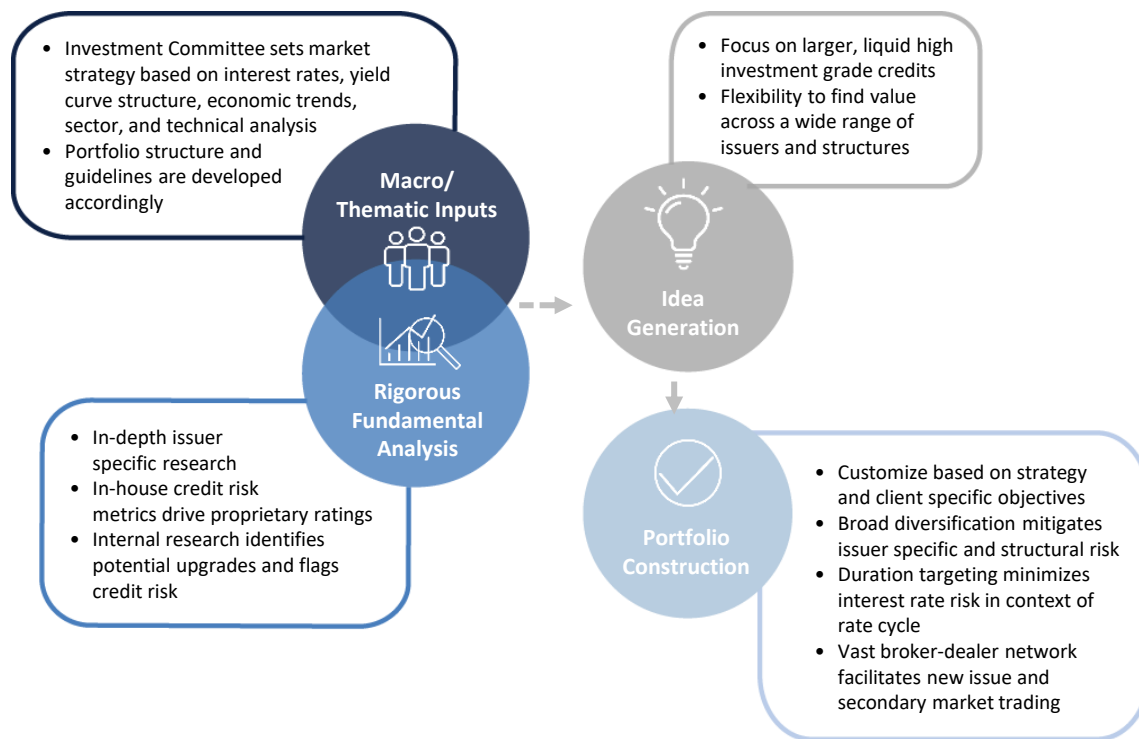 • Investment Committee sets market
strategy based on interest rates, yield
curve structure, economic trends,
sector, and technical analysis
• Portfolio structure and
guidelines are developed
accordingly
Macro/
Thematic Inputs
Rigorous
Fundamental
Analysis
• In-depth issuer
specific research
• In-house credit risk
metrics drive proprietary ratings
• Internal research identifies
potential upgrades and flags
credit risk
• Focus on larger, liquid high
investment grade credits
• Flexibility to find value
across a wide range of
issuers and structures
Idea
Generation
Portfolio
Construction
• Customize based on strategy
and client specific objectives
• Broad diversification mitigates
issuer specific and structural risk
• Duration targeting minimizes
interest rate risk in context of
rate cycle
• Vast broker-dealer network
facilitates new issue and
secondary market trading